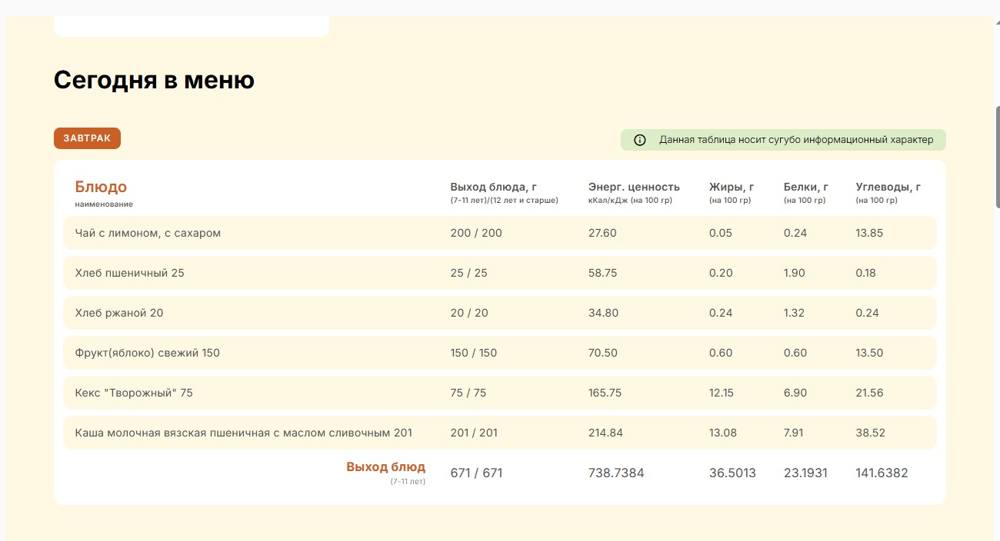 Сегодня в меню
ЗАВТРАК
Данная таблица носит сугубо информационный характер
Блюдо Выход блюда, г Энерг. ценность Жиры, г Белки, г Углеводы, г
наименование (7-11 лет)/(12 лет и старше) кКал/кДж (на 100 гр) (на 100 гр) (на 100 гр) (на 100 гр)
Чай с лимоном, с сахаром 200 / 200 27.60 0.05 0.24 13.85
Хлеб пшеничный 25 25 / 25 58.75 0.20 1.90 0.18
Хлеб ржаной 20 20 / 20 34.80 0.24 1.32 0.24
Фрукт(яблоко) свежий 150 150 / 150 70.50 0.60 0.60 13.50
Кекс "Творожный" 75 75 / 75 165.75 12.15 6.90 21.56
Каша молочная вязская пшеничная с маслом сливочным 201 201 / 201 214.84 13.08 7.91 38.52
Выход блюд 671 / 671 738.7384 36.5013 23.1931 141.6382
(7-11 лет)